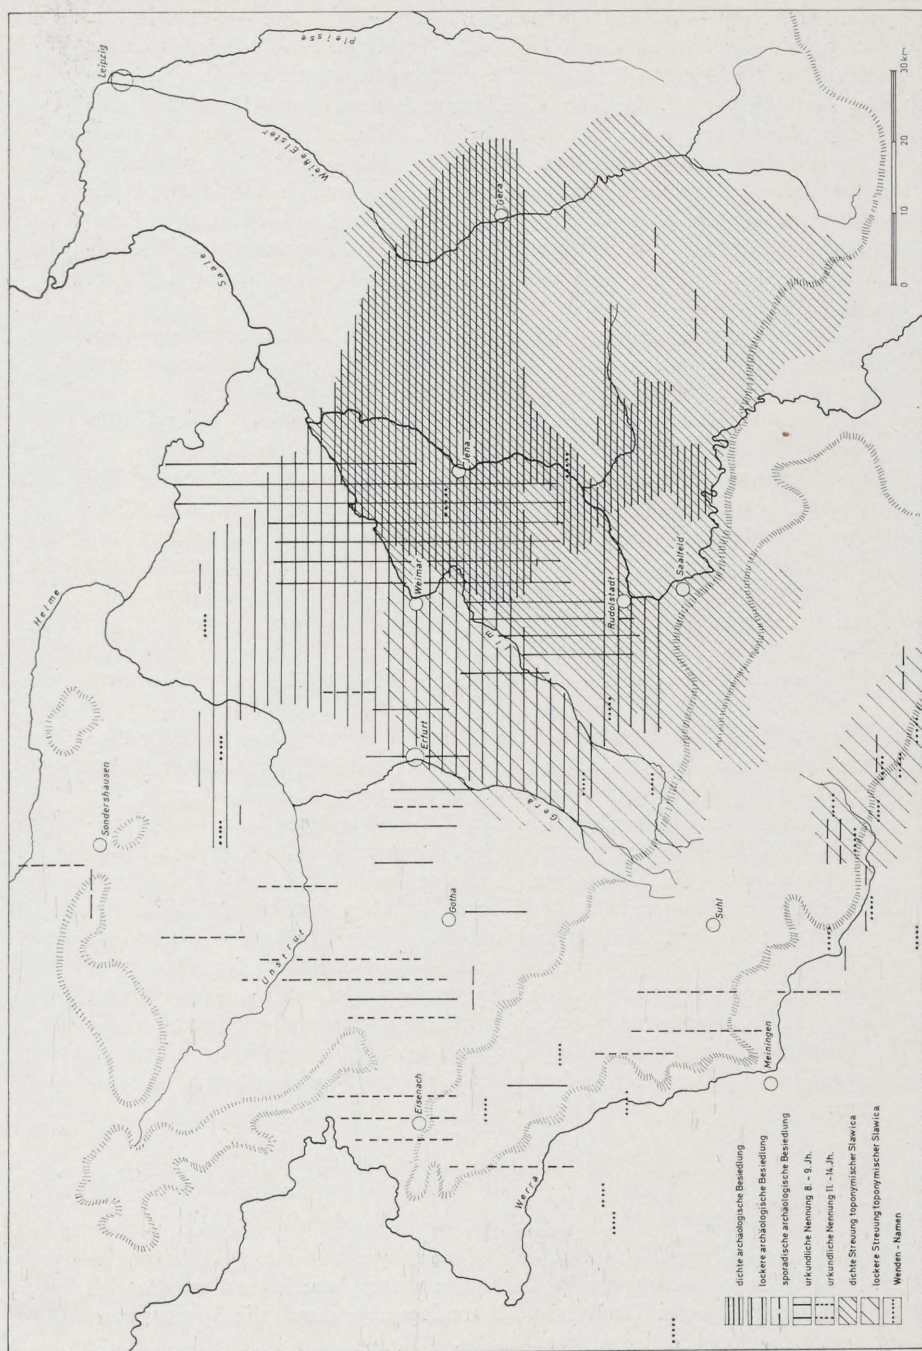 Leipzig
Pleisse
Weiße Elster
Saale
Gera
Jena
Helme
Weimar
Ilm
Rudolstadt
Saalfeld
Sondershausen
Erfurt
Gera
Unstrut
Gotha
Suhl
Eisenach
Werra
Meiningen
0 10 20 30 km
dichte archäologische Besiedlung
lockere archäologische Besiedlung
sporadische archäologische Besiedlung
urkundliche Nennung 8. - 9. Jh.
urkundliche Nennung 11. - 14. Jh.
dichte Streuung toponymischer Slawica
lockere Streuung toponymischer Slawica
Wenden - Namen